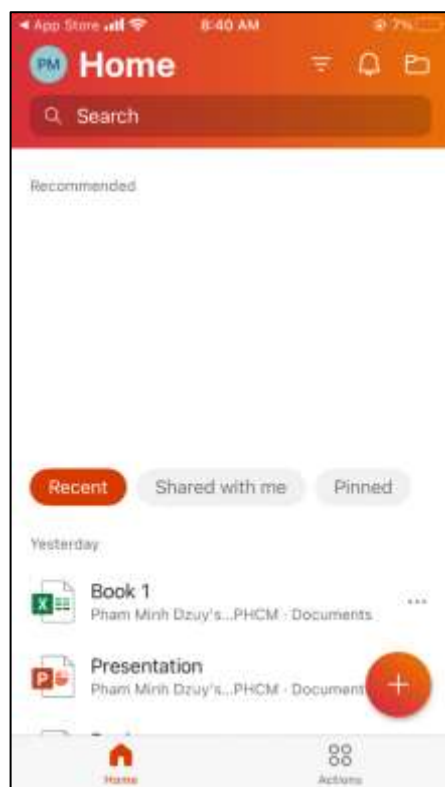 App Store 8:40 AM 7%
PM Home
Search
Recommended
Recent Shared with me Pinned
Yesterday
X Book 1
Pham Minh Dzuy's...PHCM · Documents
P Presentation
Pham Minh Dzuy's...PHCM · Document
Home Actions